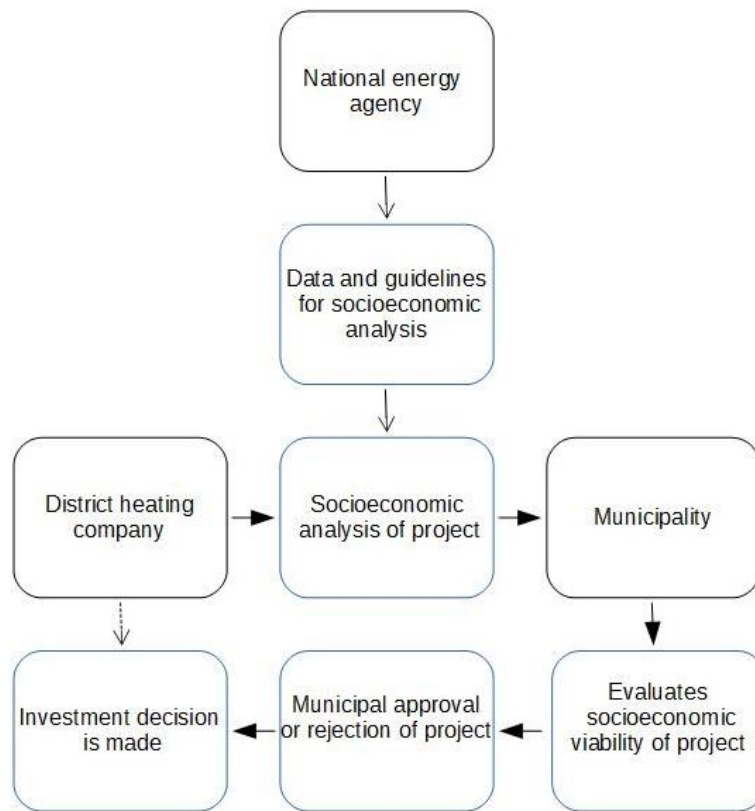 National energy
agency
Data and guidelines
for socioeconomic
analysis
District heating
company
Socioeconomic
analysis of project
Municipality
Investment decision
is made
Municipal approval
or rejection of project
Evaluates
socioeconomic
viability of project